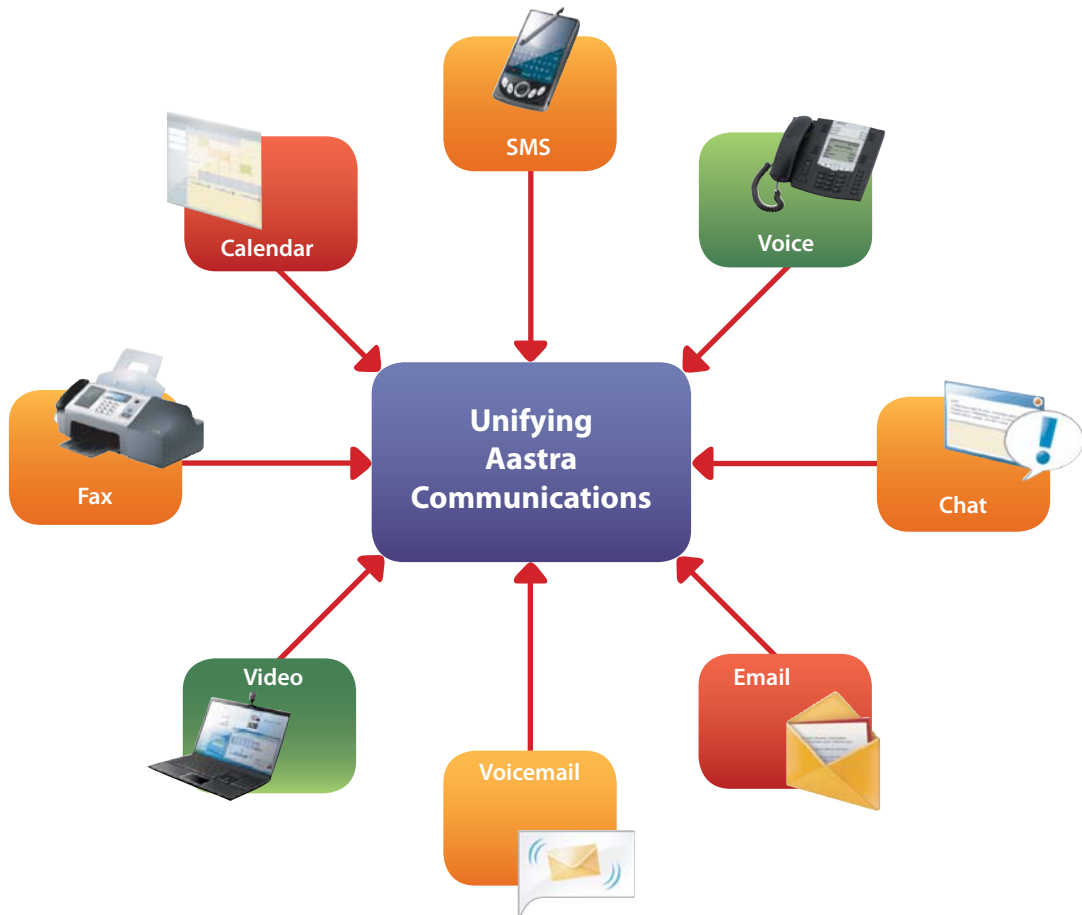 SMS
Calendar
Voice
Unifying
Aastra
Communications
Fax
Chat
Video
Email
Voicemail